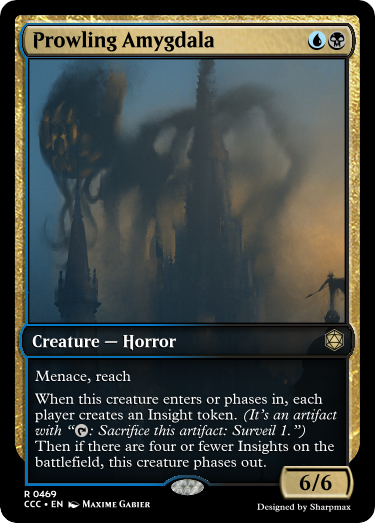 Prowling Amygdala
Creature — Horror
Menace, reach
When this creature enters or phases in, each
player creates an Insight token. (It's an artifact
with “: Sacrifice this artifact: Surveil 1.”)
Then if there are four or fewer Insights on the
battlefield, this creature phases out.
6/6
R 0469
CCC • EN Maxime Gabier
Designed by Sharpmax